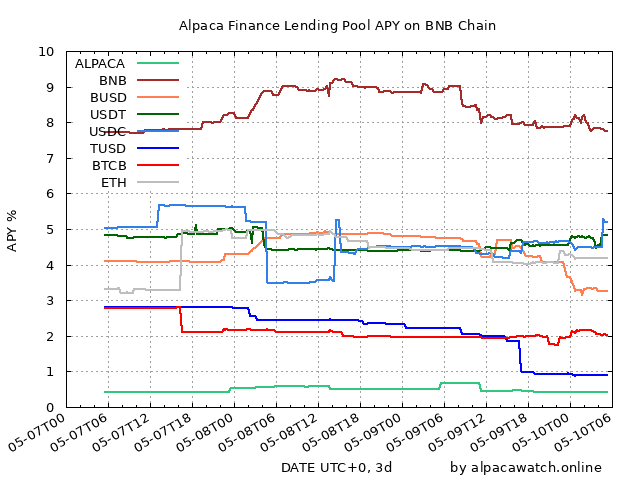 Alpaca Finance Lending Pool APY on BNB Chain
APY %
10
9
8
7
6
5
4
3
2
1
0
ALPACA
BNB
BUSD
USDT
USDC
TUSD
BTCB
ETH
05-07T00
05-07T06
05-07T12
05-07T18
05-08T00
05-08T06
05-08T12
05-08T18
05-09T00
05-09T06
05-09T12
05-09T18
05-10T00
05-10T06
DATE UTC+0, 3d
by alpacawatch.online